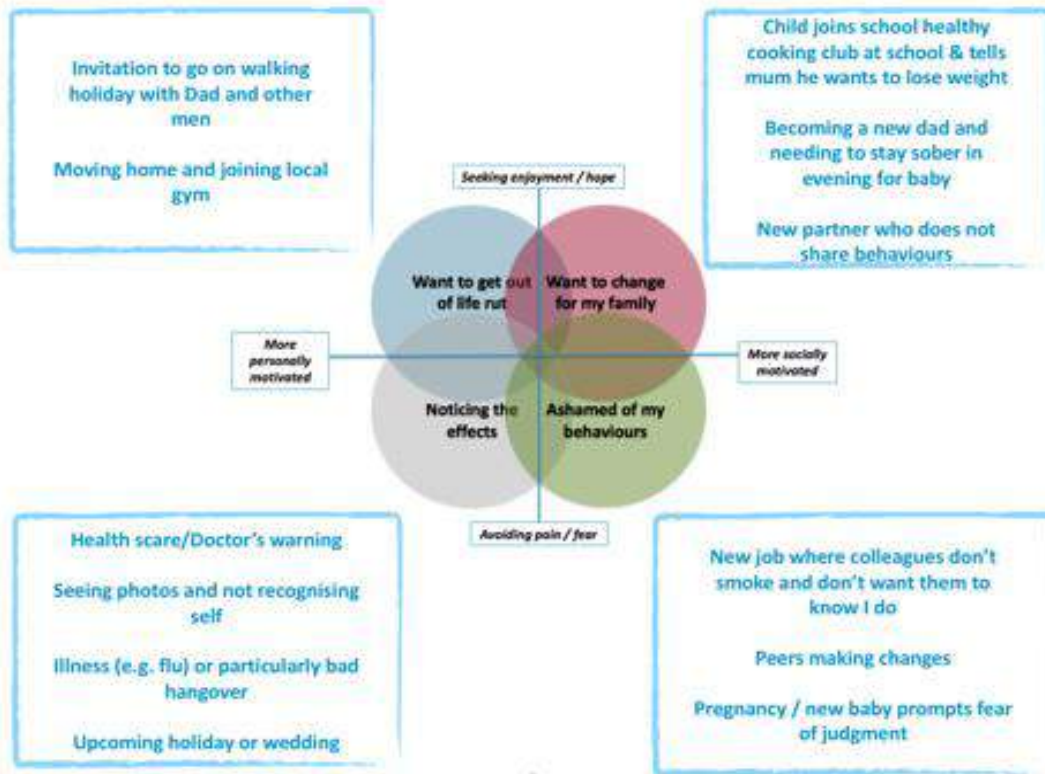 Invitation to go on walking
holiday with Dad and other
men
Moving home and joining local
gym
Child joins school healthy
cooking club at school & tells
mum he wants to lose weight
Becoming a new dad and
needing to stay sober in
evening for baby
New partner who does not
share behaviours
Seeking enjoyment / hope
Want to get out
of life rut
Want to change
for my family
More
personally
motivated
More socially
motivated
Noticing the
effects
Ashamed of my
behaviours
Avoiding pain / fear
Health scare/Doctor's warning
Seeing photos and not recognising
self
Illness (e.g. flu) or particularly bad
hangover
Upcoming holiday or wedding
New job where colleagues don't
smoke and don't want them to
know I do
Peers making changes
Pregnancy / new baby prompts fear
of judgment